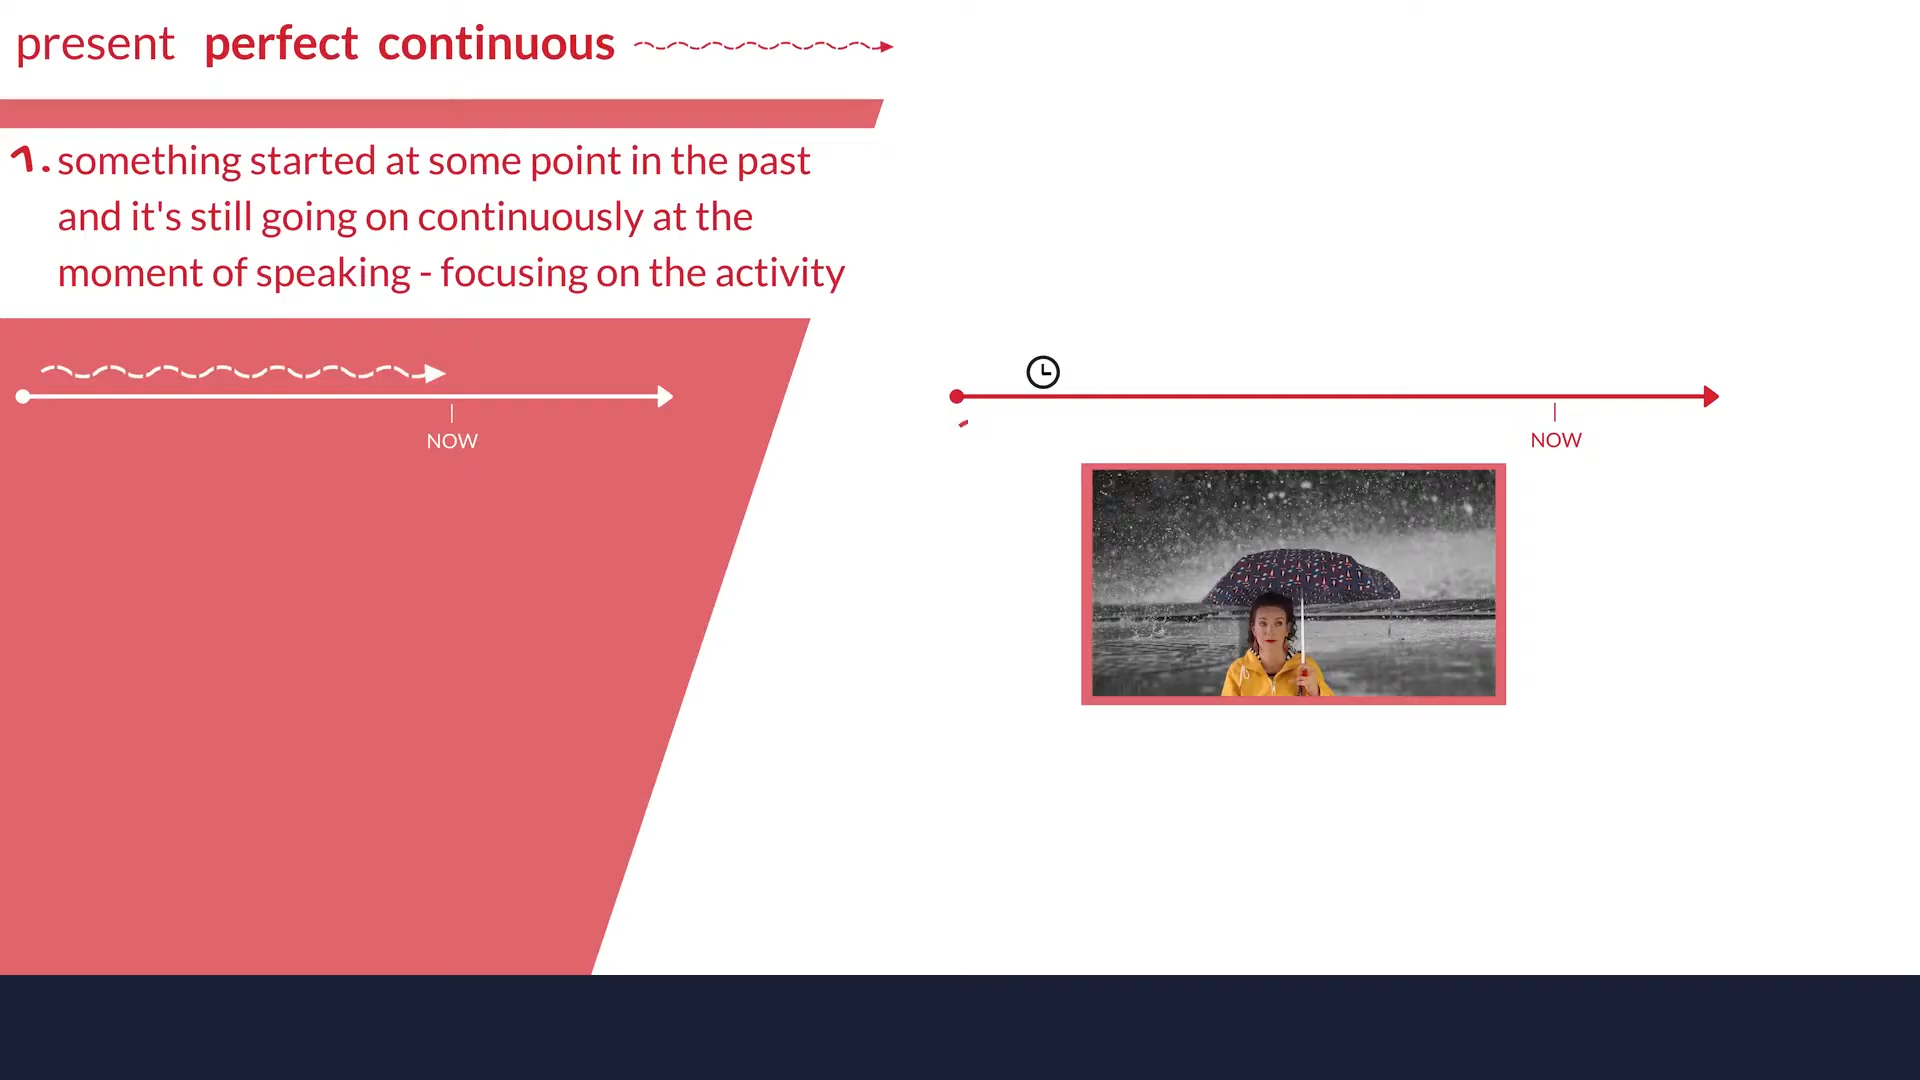 present perfect continuous
1. something started at some point in the past
and it's still going on continuously at the
moment of speaking - focusing on the activity
NOW
NOW